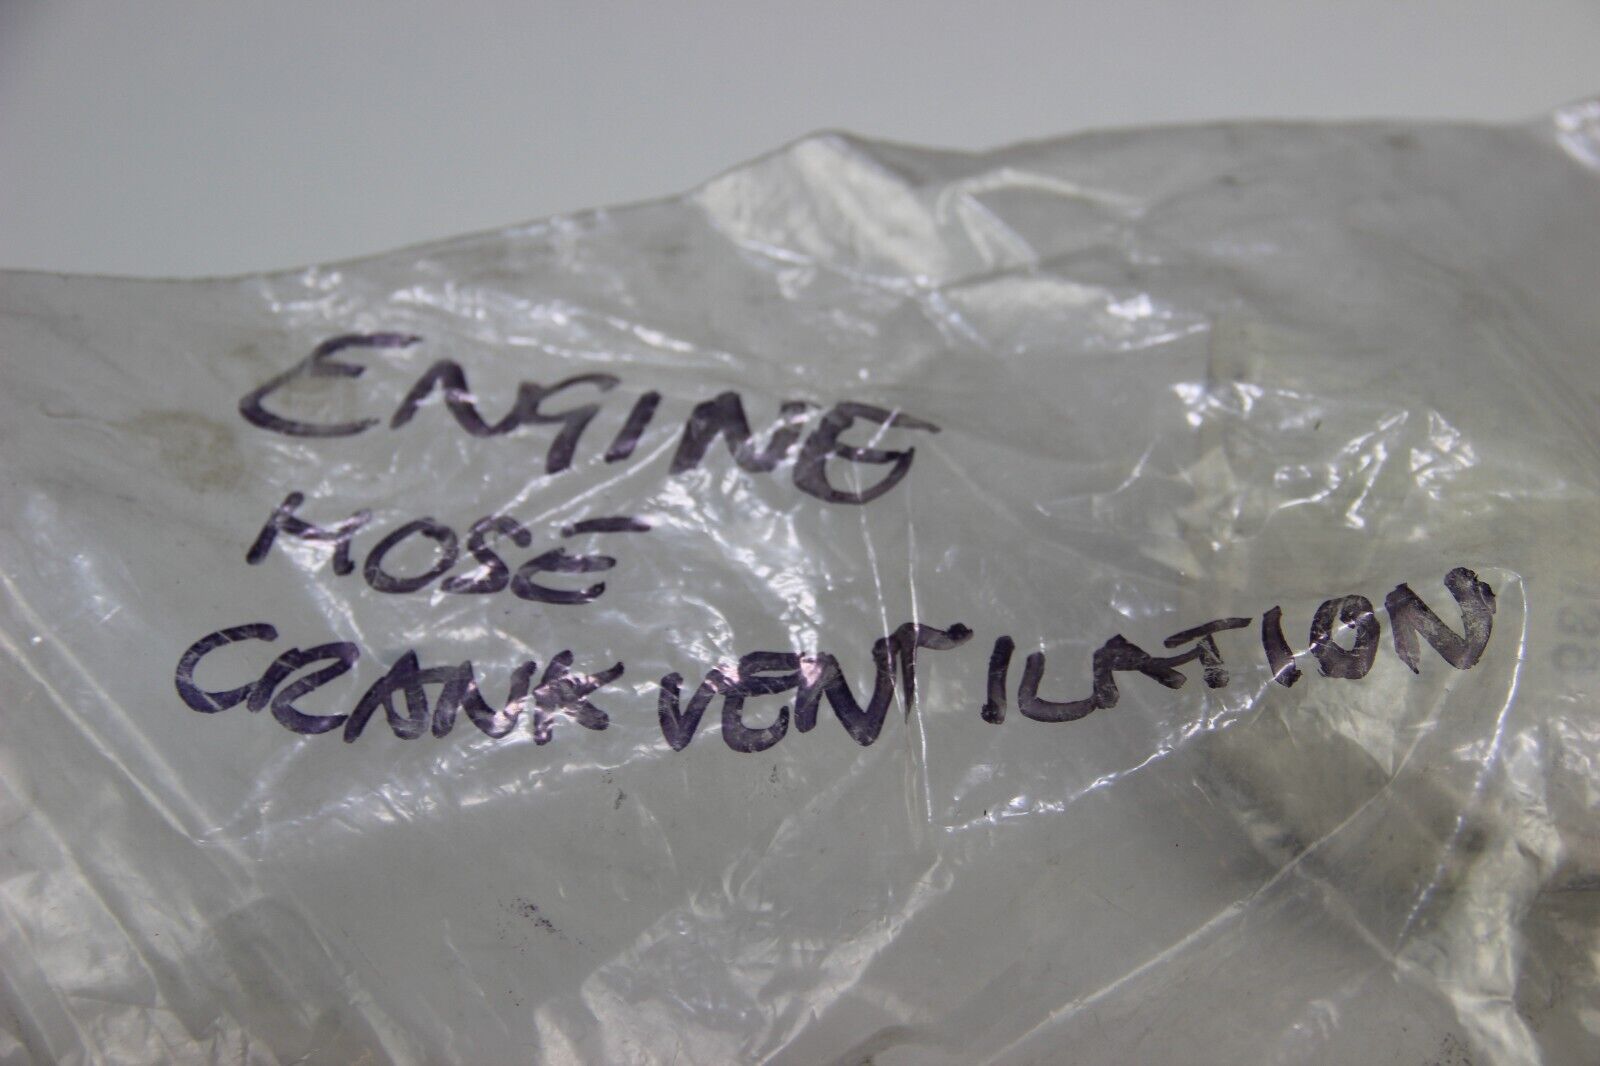 ENGINE
HOSE
CRANK VENTILATION